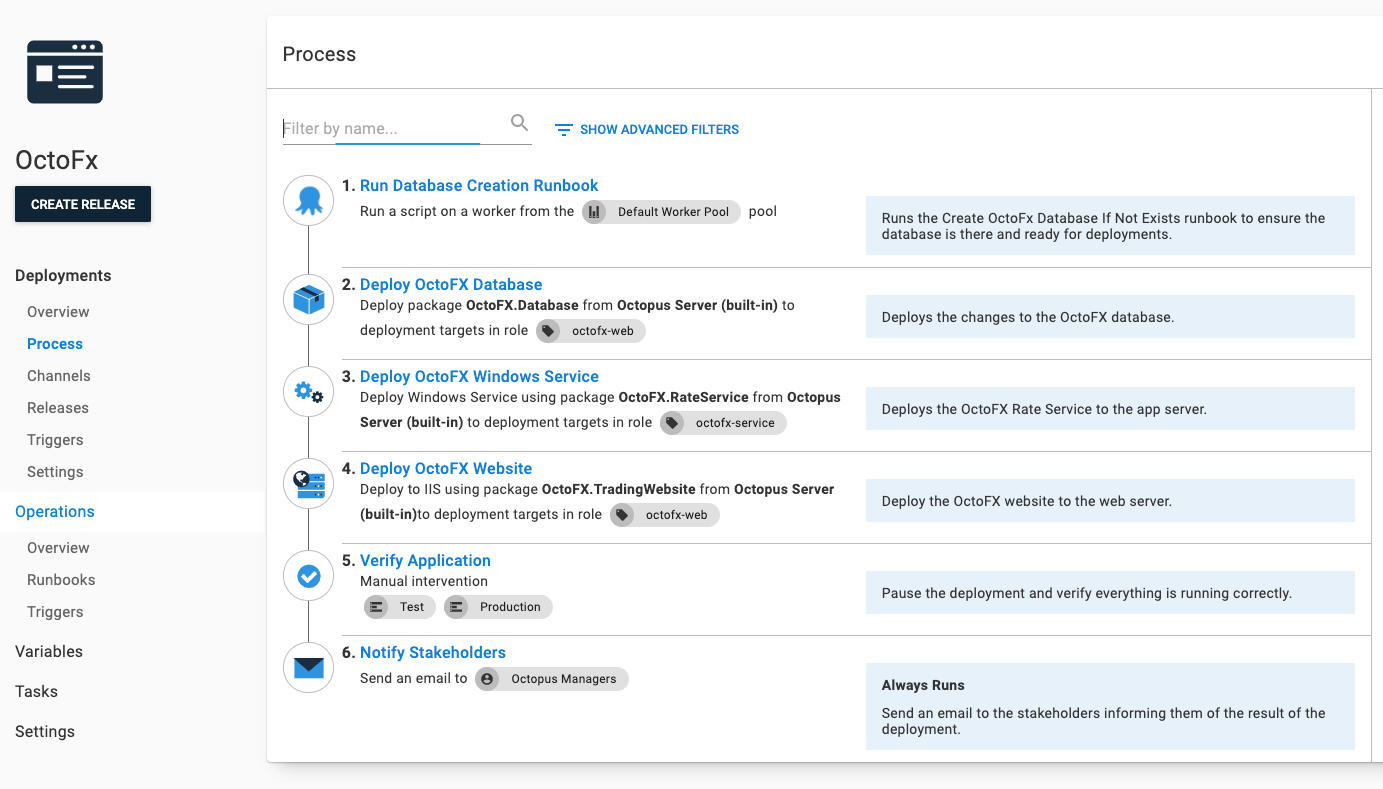 OctoFx
CREATE RELEASE
Deployments
Overview
Process
Channels
Releases
Triggers
Settings
Operations
Overview
Runbooks
Triggers
Variables
Tasks
Settings
Process
Filter by name...
SHOW ADVANCED FILTERS
1. Run Database Creation Runbook
Run a script on a worker from the Default Worker Pool pool
Runs the Create OctoFx Database If Not Exists runbook to ensure the
database is there and ready for deployments.
2. Deploy OctoFX Database
Deploy package OctoFX.Database from Octopus Server (built-in) to
deployment targets in role octofx-web
Deploys the changes to the OctoFX database.
3. Deploy OctoFX Windows Service
Deploy Windows Service using package OctoFX.RateService from Octopus
Server (built-in) to deployment targets in role octofx-service
Deploys the OctoFX Rate Service to the app server.
4. Deploy OctoFX Website
Deploy to IIS using package OctoFX.TradingWebsite from Octopus Server
(built-in)to deployment targets in role octofx-web
Deploy the OctoFX website to the web server.
5. Verify Application
Manual intervention
Test Production
Pause the deployment and verify everything is running correctly.
6. Notify Stakeholders
Send an email to Octopus Managers
Always Runs
Send an email to the stakeholders informing them of the result of the
deployment.